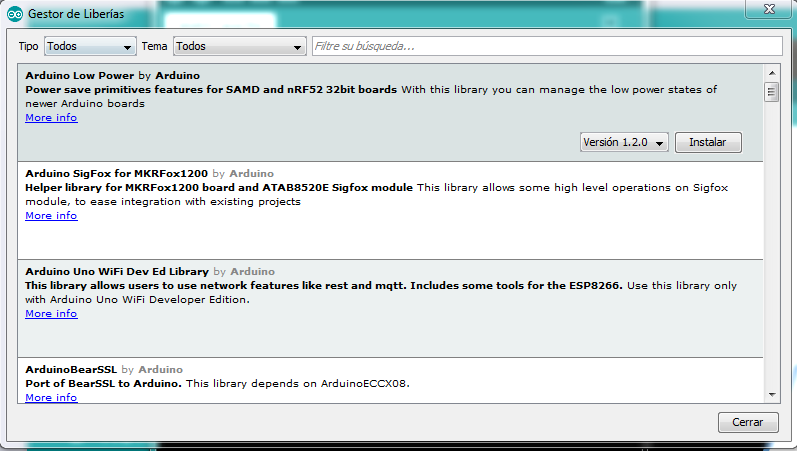 Gestor de Liberías
Tipo Todos Tema Todos Filtre su búsqueda...
Arduino Low Power by Arduino
Power save primitives features for SAMD and nRF52 32bit boards With this library you can manage the low power states of
newer Arduino boards
More info
Versión 1.2.0 Instalar
Arduino SigFox for MKRFox1200 by Arduino
Helper library for MKRFox1200 board and ATAB8520E Sigfox module This library allows some high level operations on Sigfox
module, to ease integration with existing projects
More info
Arduino Uno WiFi Dev Ed Library by Arduino
This library allows users to use network features like rest and mqtt. Includes some tools for the ESP8266. Use this library only
with Arduino Uno WiFi Developer Edition.
More info
ArduinoBearSSL by Arduino
Port of BearSSL to Arduino. This library depends on ArduinoECCX08.
More info
Cerrar